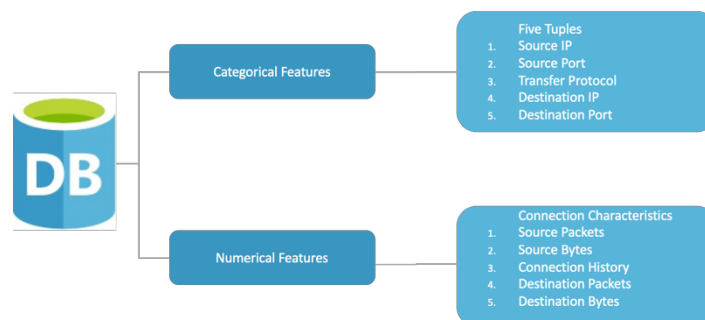 DB
Categorical Features
Five Tuples
1. Source IP
2. Source Port
3. Transfer Protocol
4. Destination IP
5. Destination Port
Numerical Features
Connection Characteristics
1. Source Packets
2. Source Bytes
3. Connection History
4. Destination Packets
5. Destination Bytes